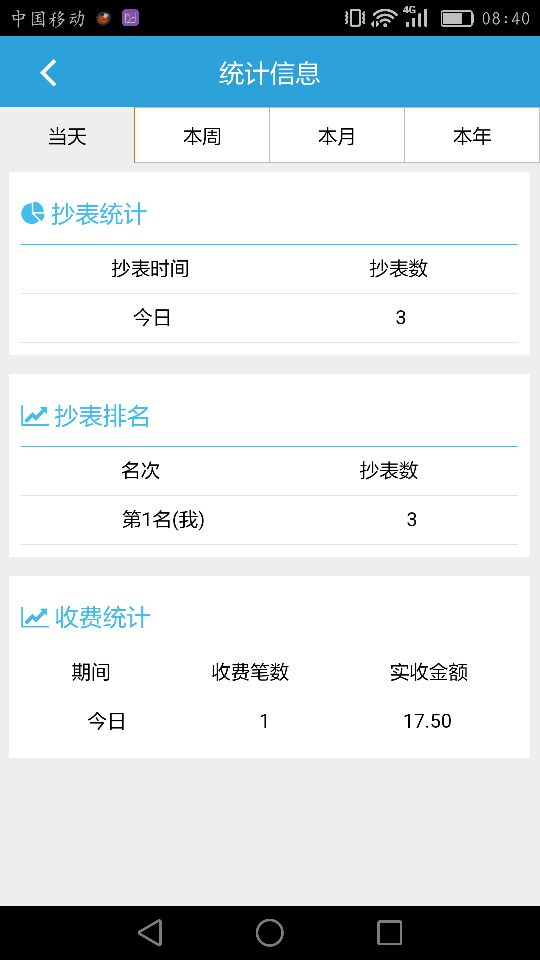 中国移动 4G 08:40
统计信息
当天 本周 本月 本年
抄表统计
抄表时间 抄表数
今日 3
抄表排名
名次 抄表数
第1名(我) 3
收费统计
期间 收费笔数 实收金额
今日 1 17.50